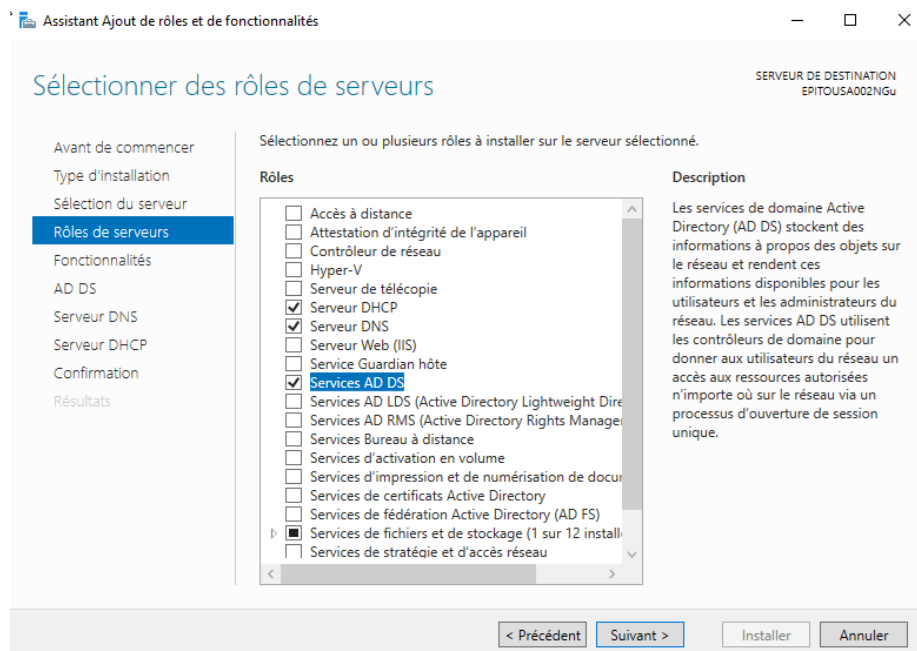 Assistant Ajout de rôles et de fonctionnalités
Sélectionner des rôles de serveurs
SERVEUR DE DESTINATION
EPITOUSA002NGu
Avant de commencer
Type d'installation
Sélection du serveur
Rôles de serveurs
Fonctionnalités
AD DS
Serveur DNS
Serveur DHCP
Confirmation
Résultats
Sélectionnez un ou plusieurs rôles à installer sur le serveur sélectionné.
Rôles
Accès à distance
Attestation d'intégrité de l'appareil
Contrôleur de réseau
Hyper-V
Serveur de télécopie
Serveur DHCP
Serveur DNS
Serveur Web (IIS)
Service Guardian hôte
Services AD DS
Services AD LDS (Active Directory Lightweight Dire
Services AD RMS (Active Directory Rights Manager
Services Bureau à distance
Services d'activation en volume
Services d'impression et de numérisation de docur
Services de certificats Active Directory
Services de fédération Active Directory (AD FS)
Services de fichiers et de stockage (1 sur 12 install
Services de stratégie et d'accès réseau
Description
Les services de domaine Active
Directory (AD DS) stockent des
informations à propos des objets sur
le réseau et rendent ces
informations disponibles pour les
utilisateurs et les administrateurs du
réseau. Les services AD DS utilisent
les contrôleurs de domaine pour
donner aux utilisateurs du réseau un
accès aux ressources autorisées
n'importe où sur le réseau via un
processus d'ouverture de session
unique.
< Précédent
Suivant >
Installer
Annuler